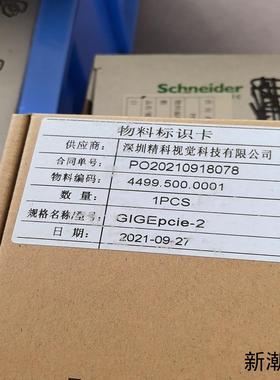 Schneider
物料标识卡
供应商: 深圳精科视觉科技有限公司
合同单号: PO20210918078
物料编码: 4499.500.0001
数量: 1PCS
规格名称/型号: GIGEpcie-2
日期: 2021-09-27
新潮